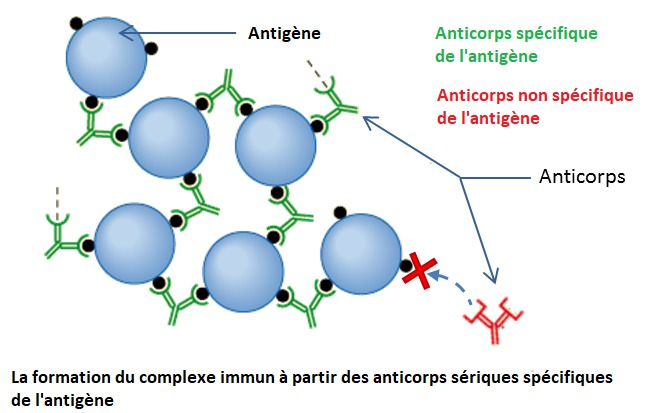 Antigène
Anticorps spécifique
de l'antigène
Anticorps non spécifique
de l'antigène
Anticorps
La formation du complexe immun à partir des anticorps sériques spécifiques
de l'antigène